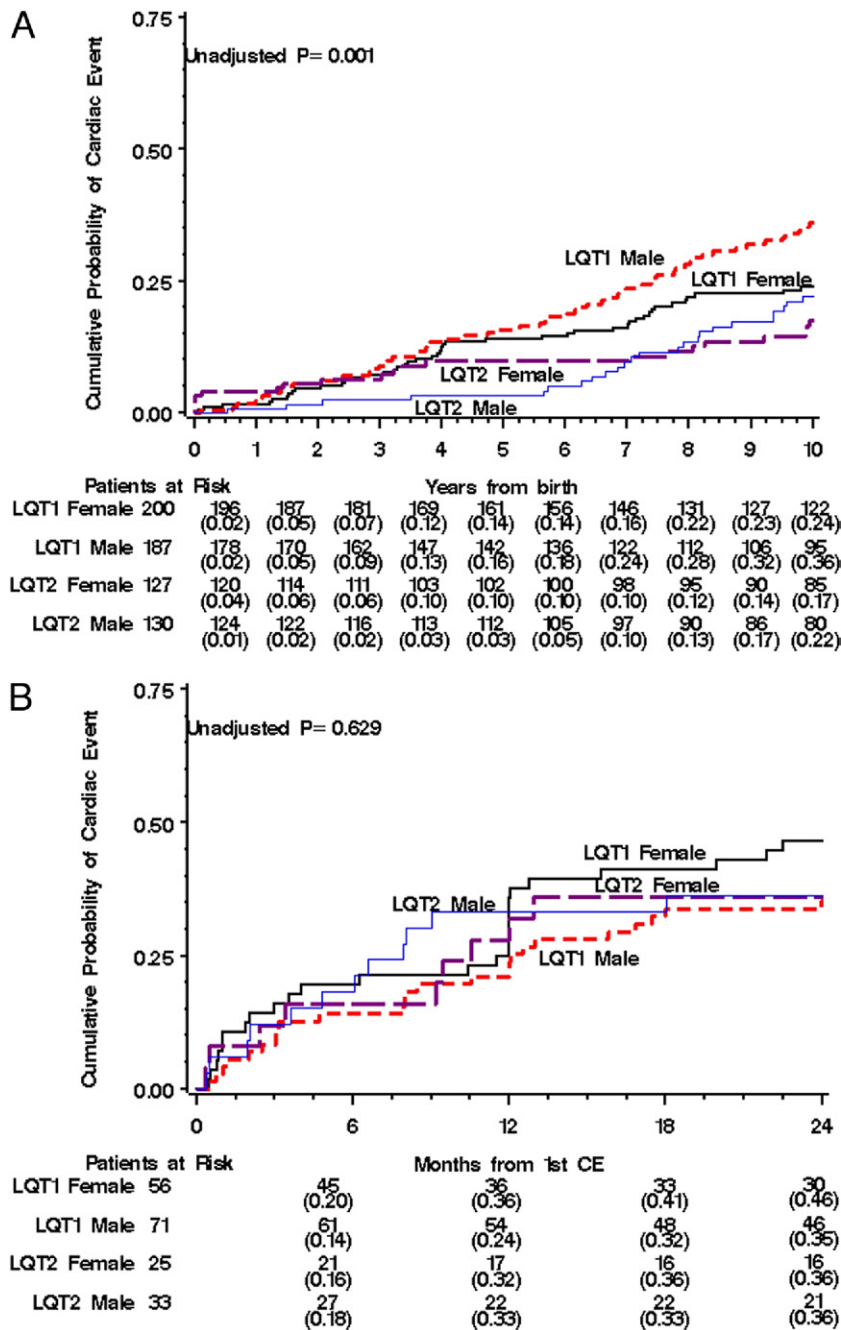 A
0.75
Unadjusted P= 0.001
0.50
Cumulative Probability of Cardiac Event
LQT1 Male
0.25
LQT1 Female
LQT2 Female
LQT2 Male
0.00
0 1 2 3 4 5 6 7 8 9 10
Patients at Risk Years from birth
LQT1 Female 200 196 187 181 169 161 156 146 131 127 122
(0.02) (0.05) (0.07) (0.12) (0.14) (0.14) (0.16) (0.22) (0.23) (0.24)
LQT1 Male 187 178 170 162 147 142 136 122 112 106 95
(0.02) (0.05) (0.09) (0.13) (0.16) (0.18) (0.24) (0.28) (0.32) (0.36)
LQT2 Female 127 120 114 111 103 102 100 98 95 90 85
(0.04) (0.06) (0.06) (0.10) (0.10) (0.10) (0.10) (0.12) (0.14) (0.17)
LQT2 Male 130 124 122 116 113 112 105 97 90 86 80
(0.01) (0.02) (0.02) (0.03) (0.03) (0.05) (0.10) (0.13) (0.17) (0.22)
B
0.75
Unadjusted P= 0.629
0.50
Cumulative Probability of Cardiac Event
LQT1 Female
LQT2 Female
LQT2 Male
0.25
LQT1 Male
0.00
0 6 12 18 24
Patients at Risk Months from 1st CE
LQT1 Female 56 45 36 33 30
(0.20) (0.36) (0.41) (0.46)
LQT1 Male 71 61 54 48 46
(0.14) (0.24) (0.32) (0.35)
LQT2 Female 25 21 17 16 16
(0.16) (0.32) (0.36) (0.36)
LQT2 Male 33 27 22 22 21
(0.18) (0.33) (0.33) (0.36)